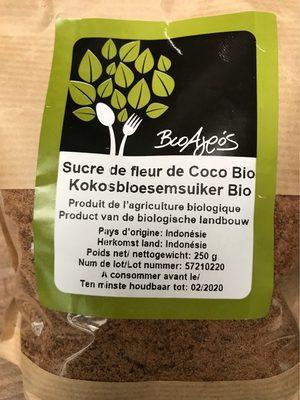 BioAgrós
Sucre de fleur de Coco Bio
Kokosbloesemsuiker Bio
Produit de l'agriculture biologique
Product van de biologische landbouw
Pays d'origine: Indonésie
Herkomst land: Indonésie
Poids net/ nettogewicht: 250 g
Num de lot/Lot nummer: 57210220
A consommer avant le/
Ten minste houdbaar tot: 02/2020